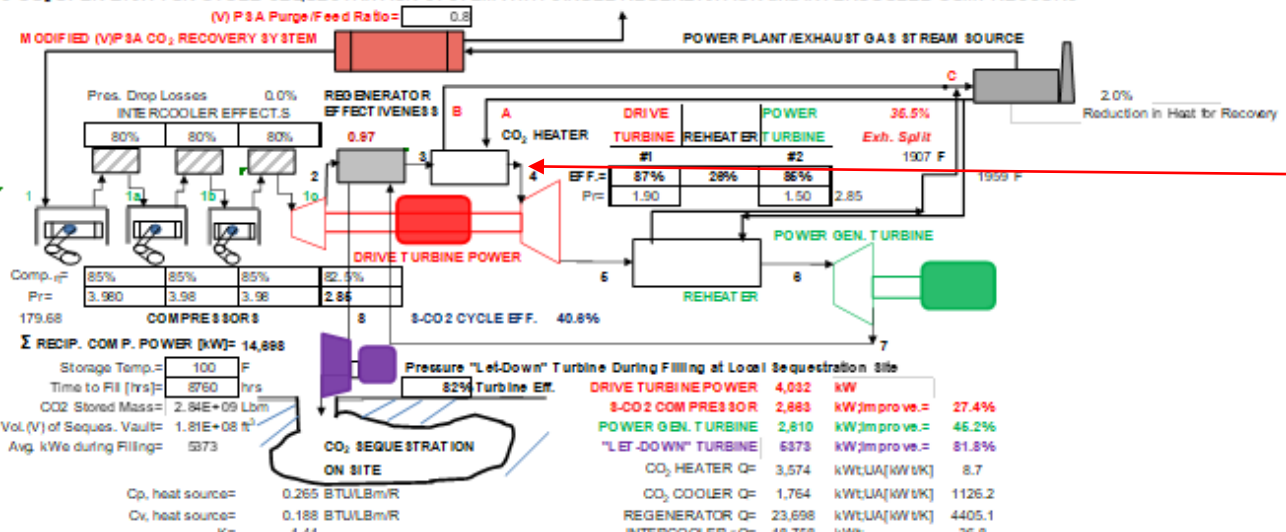 (V) PSA Purge/Feed Ratio= 0.8
MODIFIED (V)PSA CO2 RECOVERY SYSTEM
POWER PLANT/EXHAUST GAS STREAM SOURCE
C
2.0%
Reduction in Heat for Recovery
Pres. Drop Losses 0.0%
INTERCOOLER EFFECT.S
80% 80% 80%
REGENERATOR
EFFECTIVENESS
0.97
B A
CO2 HEATER
DRIVE POWER 36.5%
TURBINE REHEATER TURBINE Exh. Split
#1 #2 1907 F
EFF.= 87% 26% 85% 1959 F
Pr= 1.90 1.50 2.85
1 1a 1b 1c 2 3 4
POWER GEN. TURBINE
DRIVE TURBINE POWER
5 6
REHEATER
Comp. η= 85% 85% 85% 82.5%
Pr= 3.980 3.98 3.98 2.85
179.68 COMPRESSORS 8 S-CO2 CYCLE EFF. 40.6%
7
Σ RECIP. COMP. POWER [kW]= 14,698
Storage Temp.= 100 F
Pressure "Let-Down" Turbine During Filling at Local Sequestration Site
Time to Fill [hrs]= 8760 hrs
82% Turbine Eff.
DRIVE TURBINE POWER 4,032 kW
CO2 Stored Mass= 2.84E+09 Lbm
S-CO2 COMPRESSOR 2,663 kW;improve.= 27.4%
Vol.(V) of Seques. Vault= 1.81E+08 ft3
POWER GEN. TURBINE 2,610 kW;improve.= 45.2%
Avg. kWe during Filling= 5373
CO2 SEQUESTRATION
ON SITE
"LET-DOWN" TURBINE 5373 kW;improve.= 81.8%
CO2 HEATER Q= 3,574 kWt;UA[kWt/K] 8.7
Cp, heat source= 0.265 BTU/LBm/R
CO2 COOLER Q= 1,764 kWt;UA[kWt/K] 1126.2
Cv, heat source= 0.188 BTU/LBm/R
REGENERATOR Q= 23,698 kWt;UA[kWt/K] 4405.1